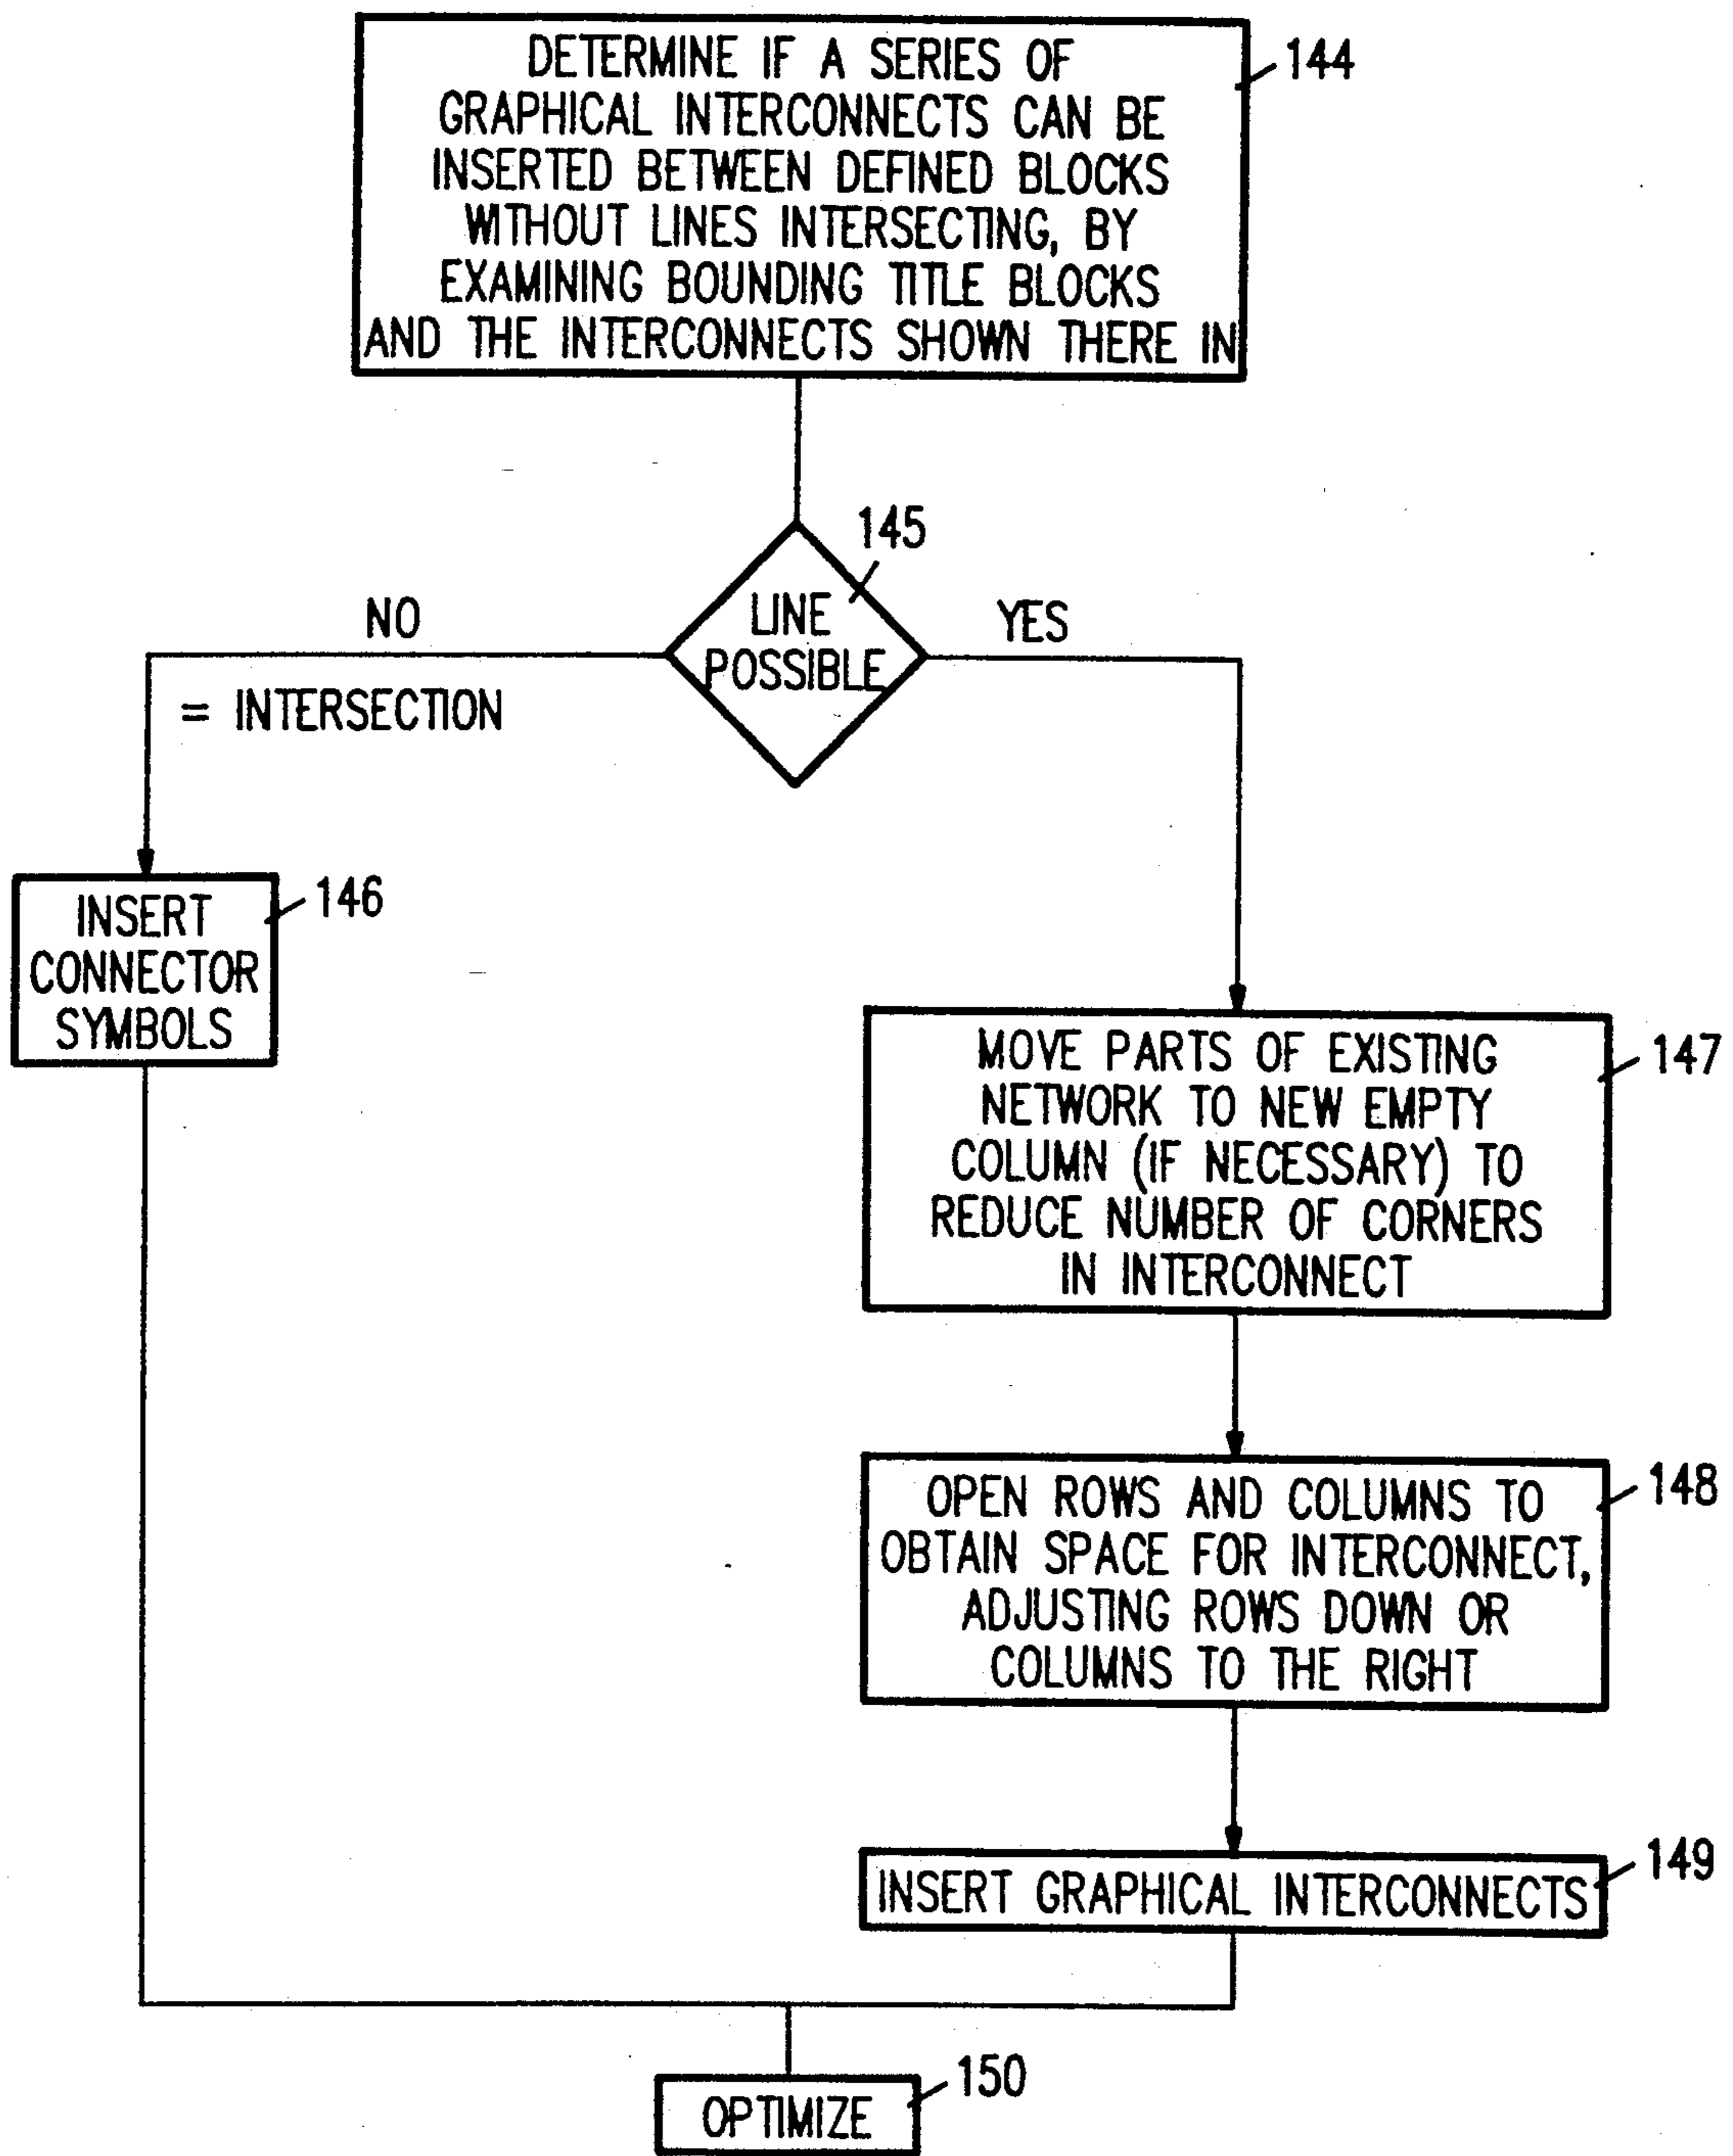 DETERMINE IF A SERIES OF
GRAPHICAL INTERCONNECTS CAN BE
INSERTED BETWEEN DEFINED BLOCKS
WITHOUT LINES INTERSECTING, BY
EXAMINING BOUNDING TITLE BLOCKS
AND THE INTERCONNECTS SHOWN THERE IN
144
145
LINE
POSSIBLE
NO
= INTERSECTION
YES
INSERT
CONNECTOR
SYMBOLS
146
MOVE PARTS OF EXISTING
NETWORK TO NEW EMPTY
COLUMN (IF NECESSARY) TO
REDUCE NUMBER OF CORNERS
IN INTERCONNECT
147
OPEN ROWS AND COLUMNS TO
OBTAIN SPACE FOR INTERCONNECT,
ADJUSTING ROWS DOWN OR
COLUMNS TO THE RIGHT
148
INSERT GRAPHICAL INTERCONNECTS
149
OPTIMIZE
150